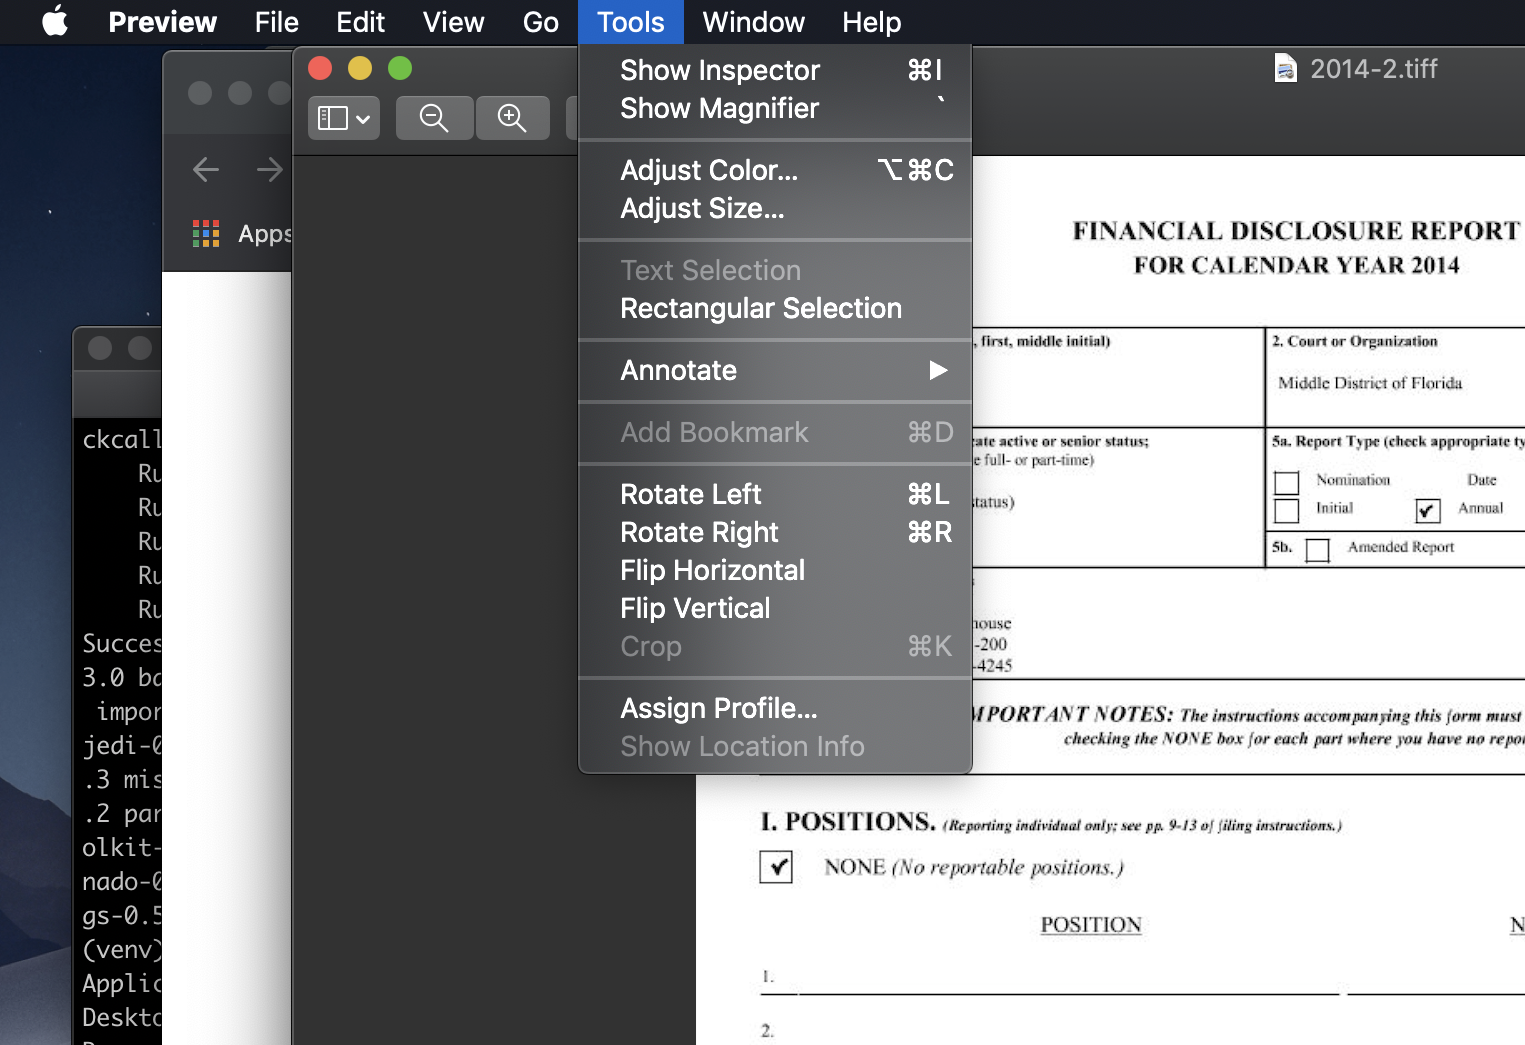 Preview File Edit View Go Tools Window Help
2014-2.tiff
Apps
Show Inspector ⌘I
Show Magnifier `
Adjust Color... ⌥⌘C
Adjust Size...
Text Selection
Rectangular Selection
Annotate ▶
Add Bookmark ⌘D
Rotate Left ⌘L
Rotate Right ⌘R
Flip Horizontal
Flip Vertical
Crop ⌘K
Assign Profile...
Show Location Info
ckcall
Ru
Ru
Ru
Ru
Ru
Succes
3.0 ba
impor
jedi-0
.3 mis
.2 par
olkit-
nado-0
gs-0.5
(venv)
Applic
Deskto
FINANCIAL DISCLOSURE REPORT
FOR CALENDAR YEAR 2014
, first, middle initial)
2. Court or Organization
Middle District of Florida
ate active or senior status;
e full- or part-time)
tatus)
5a. Report Type (check appropriate ty
Nomination Date
Initial Annual
5b. Amended Report
house
-200
-4245
MPORTANT NOTES: The instructions accompanying this form must
checking the NONE box for each part where you have no repor
I. POSITIONS. (Reporting individual only; see pp. 9-13 of filing instructions.)
NONE (No reportable positions.)
POSITION N
1.
2.